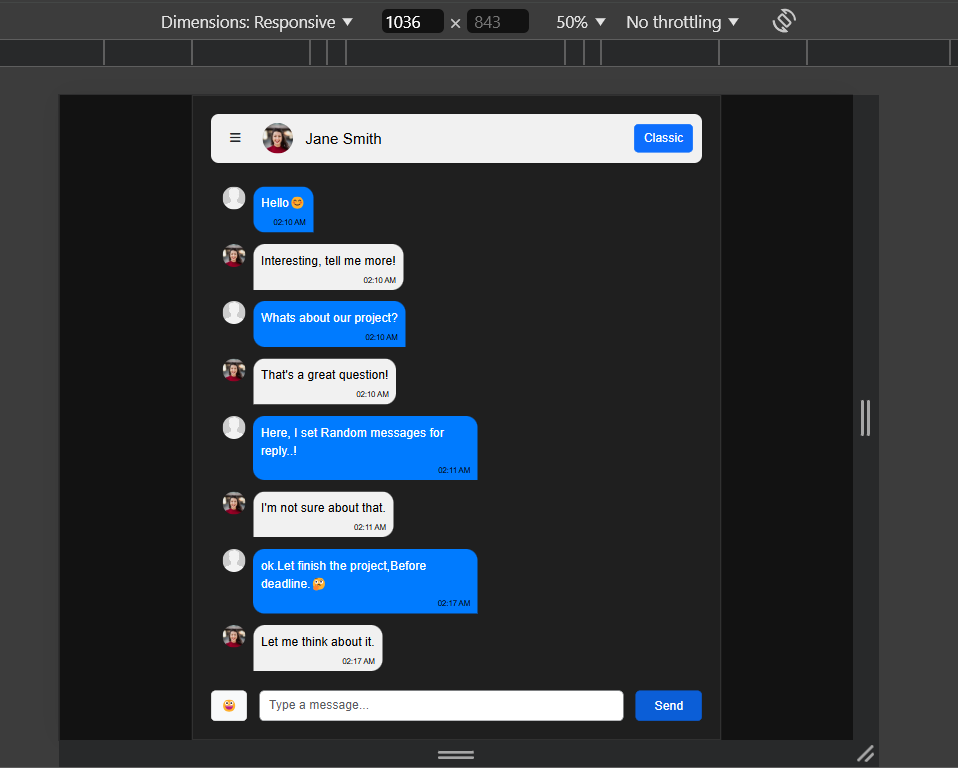 Dimensions: Responsive ▼ 1036 × 843 50% ▼ No throttling ▼
☰ Jane Smith Classic
Hello😊
02:10 AM
Interesting, tell me more!
02:10 AM
Whats about our project?
02:10 AM
That's a great question!
02:10 AM
Here, I set Random messages for
reply..!
02:11 AM
I'm not sure about that.
02:11 AM
ok.Let finish the project,Before
deadline.🤔
02:17 AM
Let me think about it.
02:17 AM
Type a message... Send